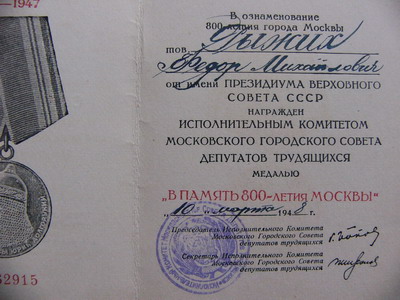 —1947
В ознаменование
800-летия города Москвы
тов. Рыжих
Федор Михайлович
от имени ПРЕЗИДИУМА ВЕРХОВНОГО
СОВЕТА СССР
НАГРАЖДЕН
ИСПОЛНИТЕЛЬНЫМ КОМИТЕТОМ
МОСКОВСКОГО ГОРОДСКОГО СОВЕТА
ДЕПУТАТОВ ТРУДЯЩИХСЯ
МЕДАЛЬЮ
„В ПАМЯТЬ 800-ЛЕТИЯ МОСКВЫ“
„10“ марта 1948 г.
Председатель Исполнительного Комитета
Московского Городского Совета
депутатов трудящихся
Секретарь Исполнительного Комитета
Московского Городского Совета
депутатов трудящихся
32915